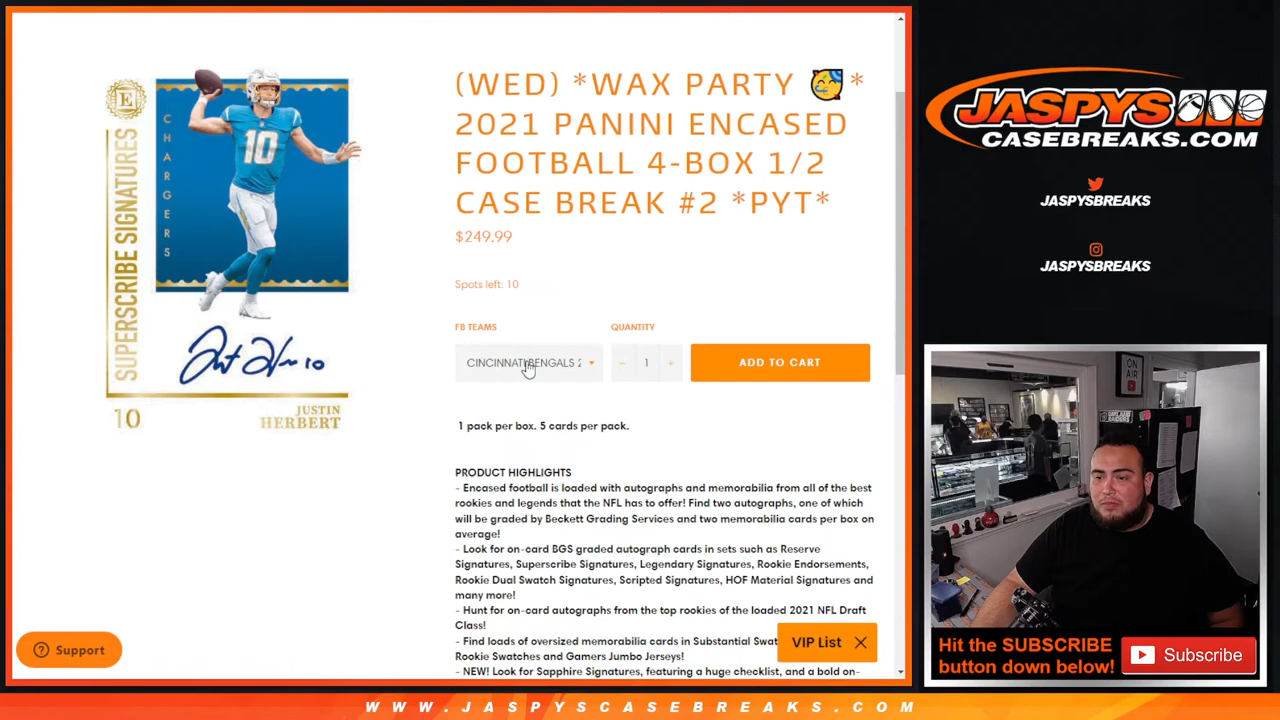 (WED) *WAX PARTY 🥳*
2021 PANINI ENCASED
FOOTBALL 4-BOX 1/2
CASE BREAK #2 *PYT*
$249.99
Spots left: 10
FB TEAMS
QUANTITY
CINCINNATI BENGALS
1
ADD TO CART
1 pack per box. 5 cards per pack.
PRODUCT HIGHLIGHTS
- Encased football is loaded with autographs and memorabilia from all of the best
rookies and legends that the NFL has to offer! Find two autographs, one of which
will be graded by Beckett Grading Services and two memorabilia cards per box on
average!
- Look for on-card BGS graded autograph cards in sets such as Reserve
Signatures, Superscribe Signatures, Legendary Signatures, Rookie Endorsements,
Rookie Dual Swatch Signatures, Scripted Signatures, HOF Material Signatures and
many more!
- Hunt for on-card autographs from the top rookies of the loaded 2021 NFL Draft
Class!
- Find loads of oversized memorabilia cards in Substantial Swat
Rookie Swatches and Gamers Jumbo Jerseys!
- NEW! Look for Sapphire Signatures, featuring a huge checklist, and a bold on-
E
SUPERSCRIBE SIGNATURES
CHARGERS
10
10
10
JUSTIN
HERBERT
Support
VIP List
JASPYS
CASEBREAKS.COM
JASPYSBREAKS
JASPYSBREAKS
ON
AIR
Hit the SUBSCRIBE
button down below!
Subscribe
WWW.JASPYSCASEBREAKS.COM